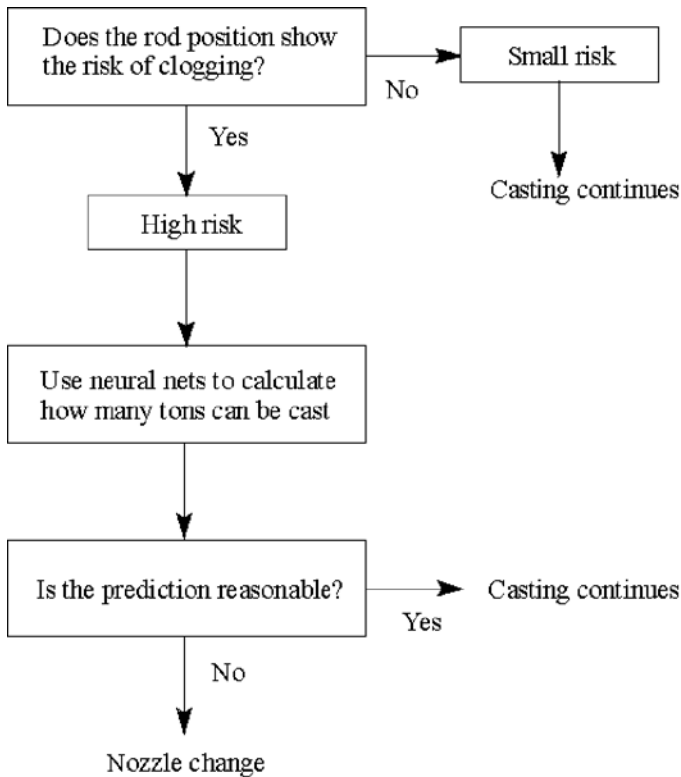 Does the rod position show
the risk of clogging?
No
Small risk
Yes
Casting continues
High risk
Use neural nets to calculate
how many tons can be cast
Is the prediction reasonable?
Yes
Casting continues
No
Nozzle change